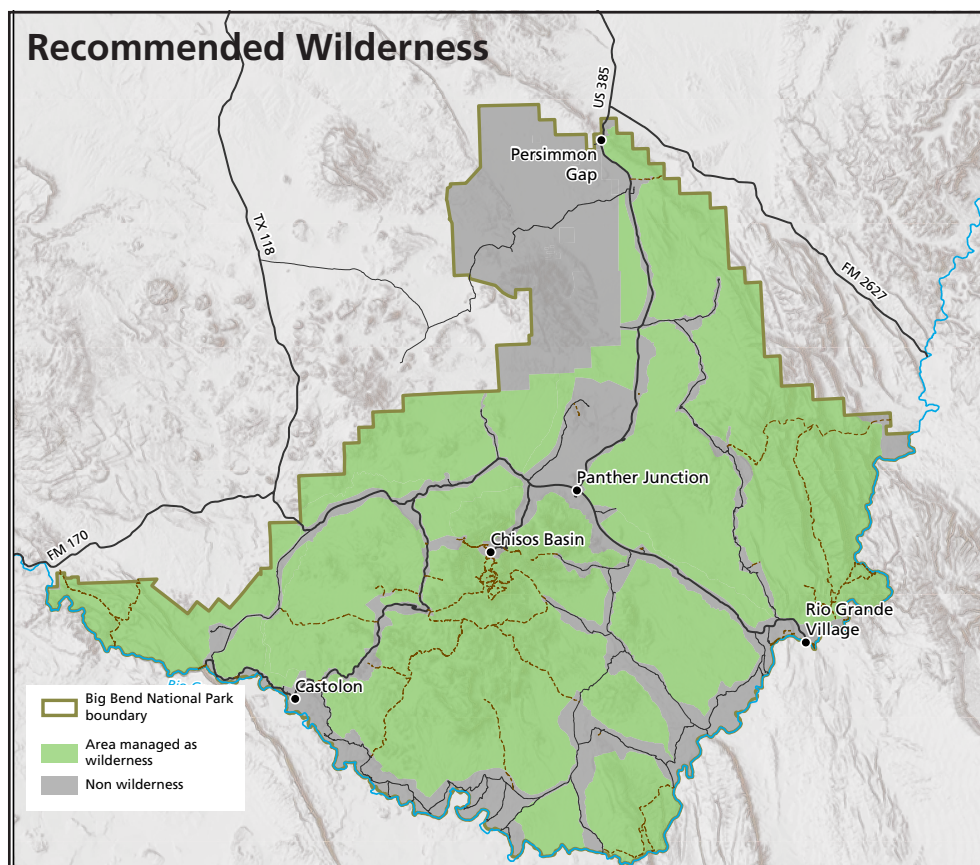 Recommended Wilderness
US 385
Persimmon
Gap
TX 118
FM 2627
Panther Junction
Chisos Basin
FM 170
Rio Grande
Village
Castolon
Big Bend National Park
boundary
Area managed as
wilderness
Non wilderness